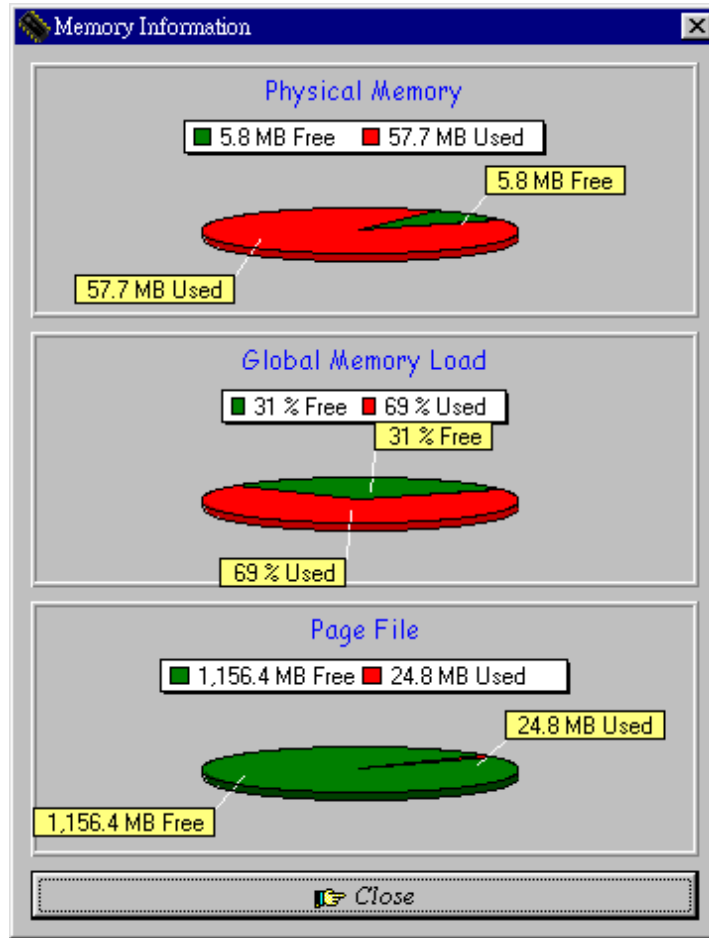 Memory Information
Physical Memory
5.8 MB Free 57.7 MB Used
5.8 MB Free
57.7 MB Used
Global Memory Load
31 % Free 69 % Used
31 % Free
69 % Used
Page File
1,156.4 MB Free 24.8 MB Used
24.8 MB Used
1,156.4 MB Free
Close